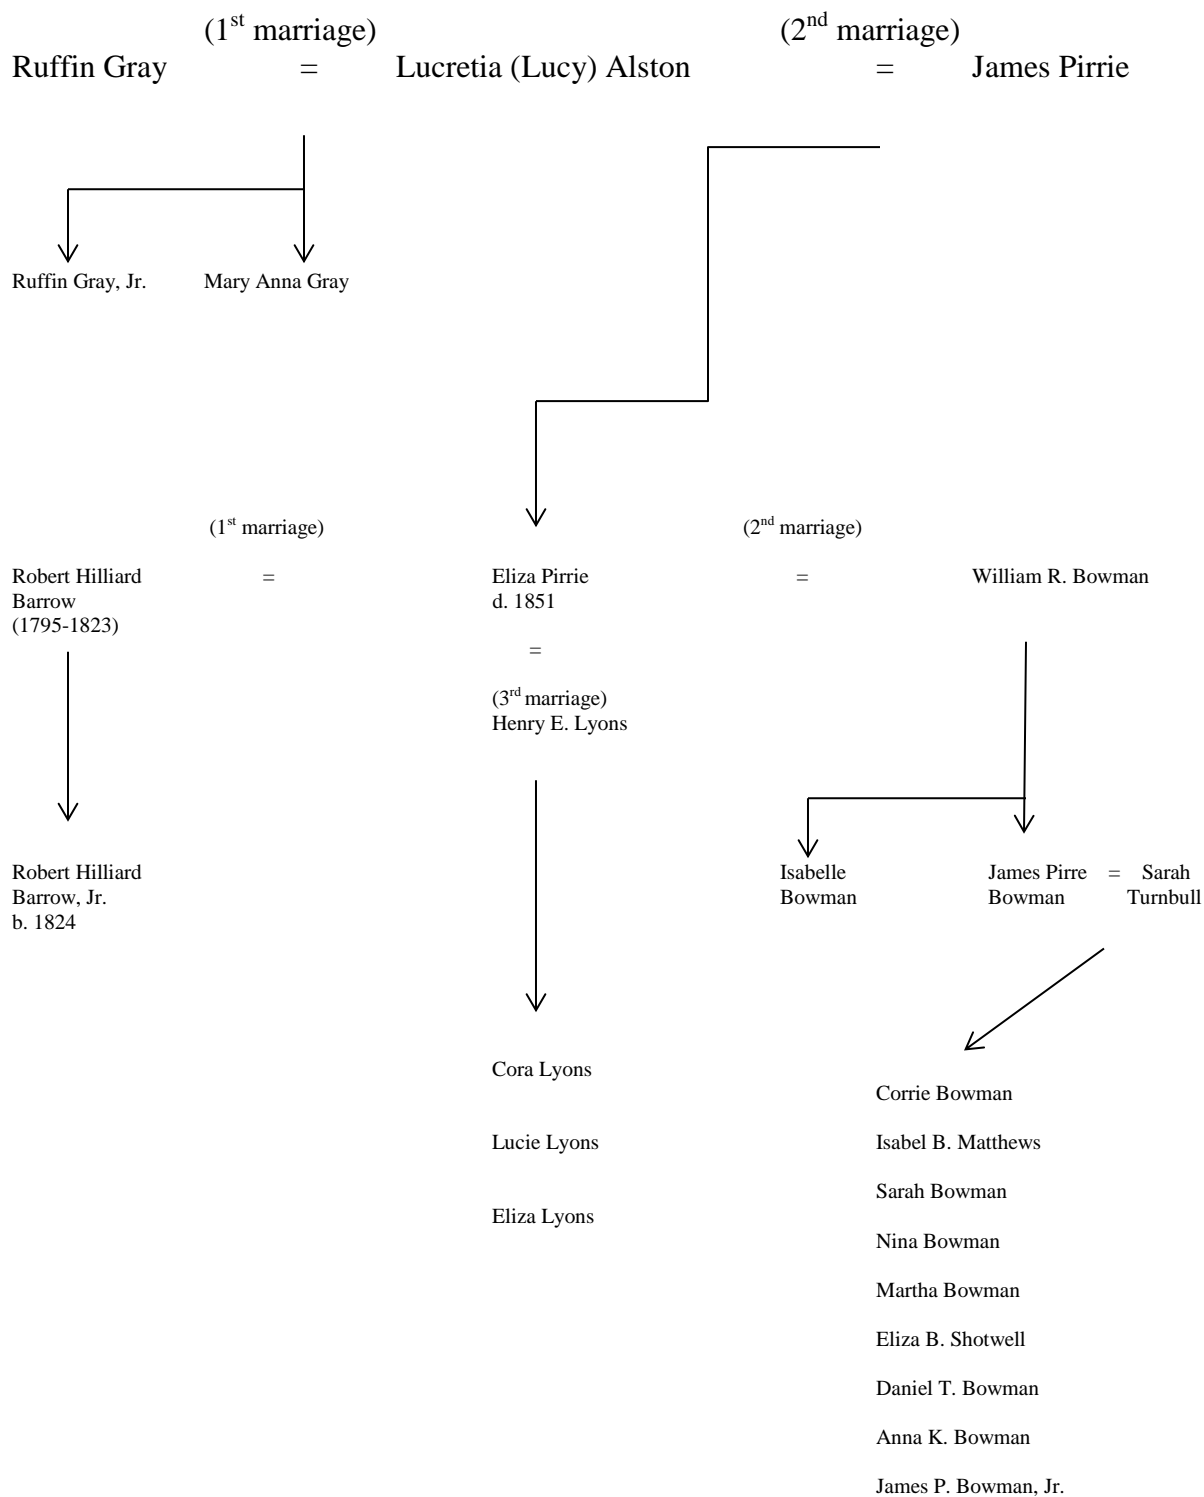 (1st marriage) (2nd marriage)
Ruffin Gray = Lucretia (Lucy) Alston = James Pirrie
Ruffin Gray, Jr. Mary Anna Gray
(1st marriage) (2nd marriage)
Robert Hilliard = Eliza Pirrie = William R. Bowman
Barrow d. 1851
(1795-1823)
=
(3rd marriage)
Henry E. Lyons
Robert Hilliard Isabelle James Pirre = Sarah
Barrow, Jr. Bowman Bowman Turnbull
b. 1824
Cora Lyons
Corrie Bowman
Lucie Lyons Isabel B. Matthews
Sarah Bowman
Eliza Lyons
Nina Bowman
Martha Bowman
Eliza B. Shotwell
Daniel T. Bowman
Anna K. Bowman
James P. Bowman, Jr.